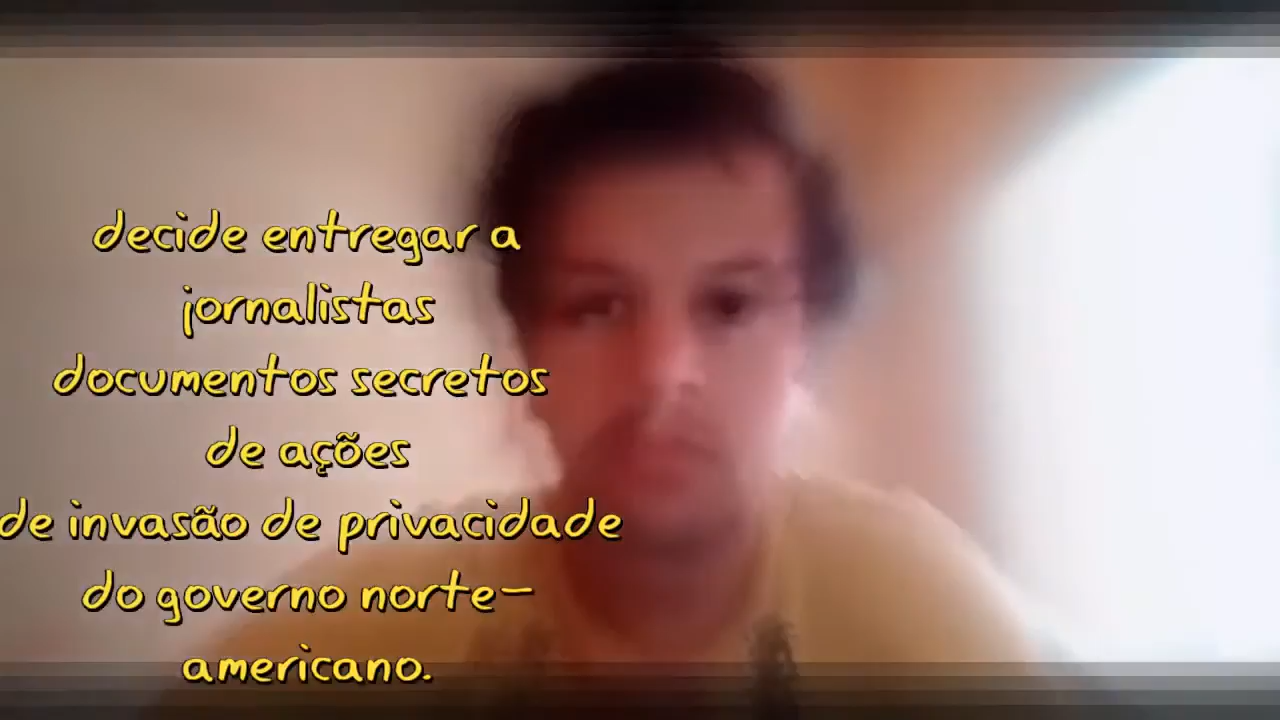 decide entregar a
jornalistas
documentos secretos
de ações
de invasão de privacidade
do governo norte-
americano.